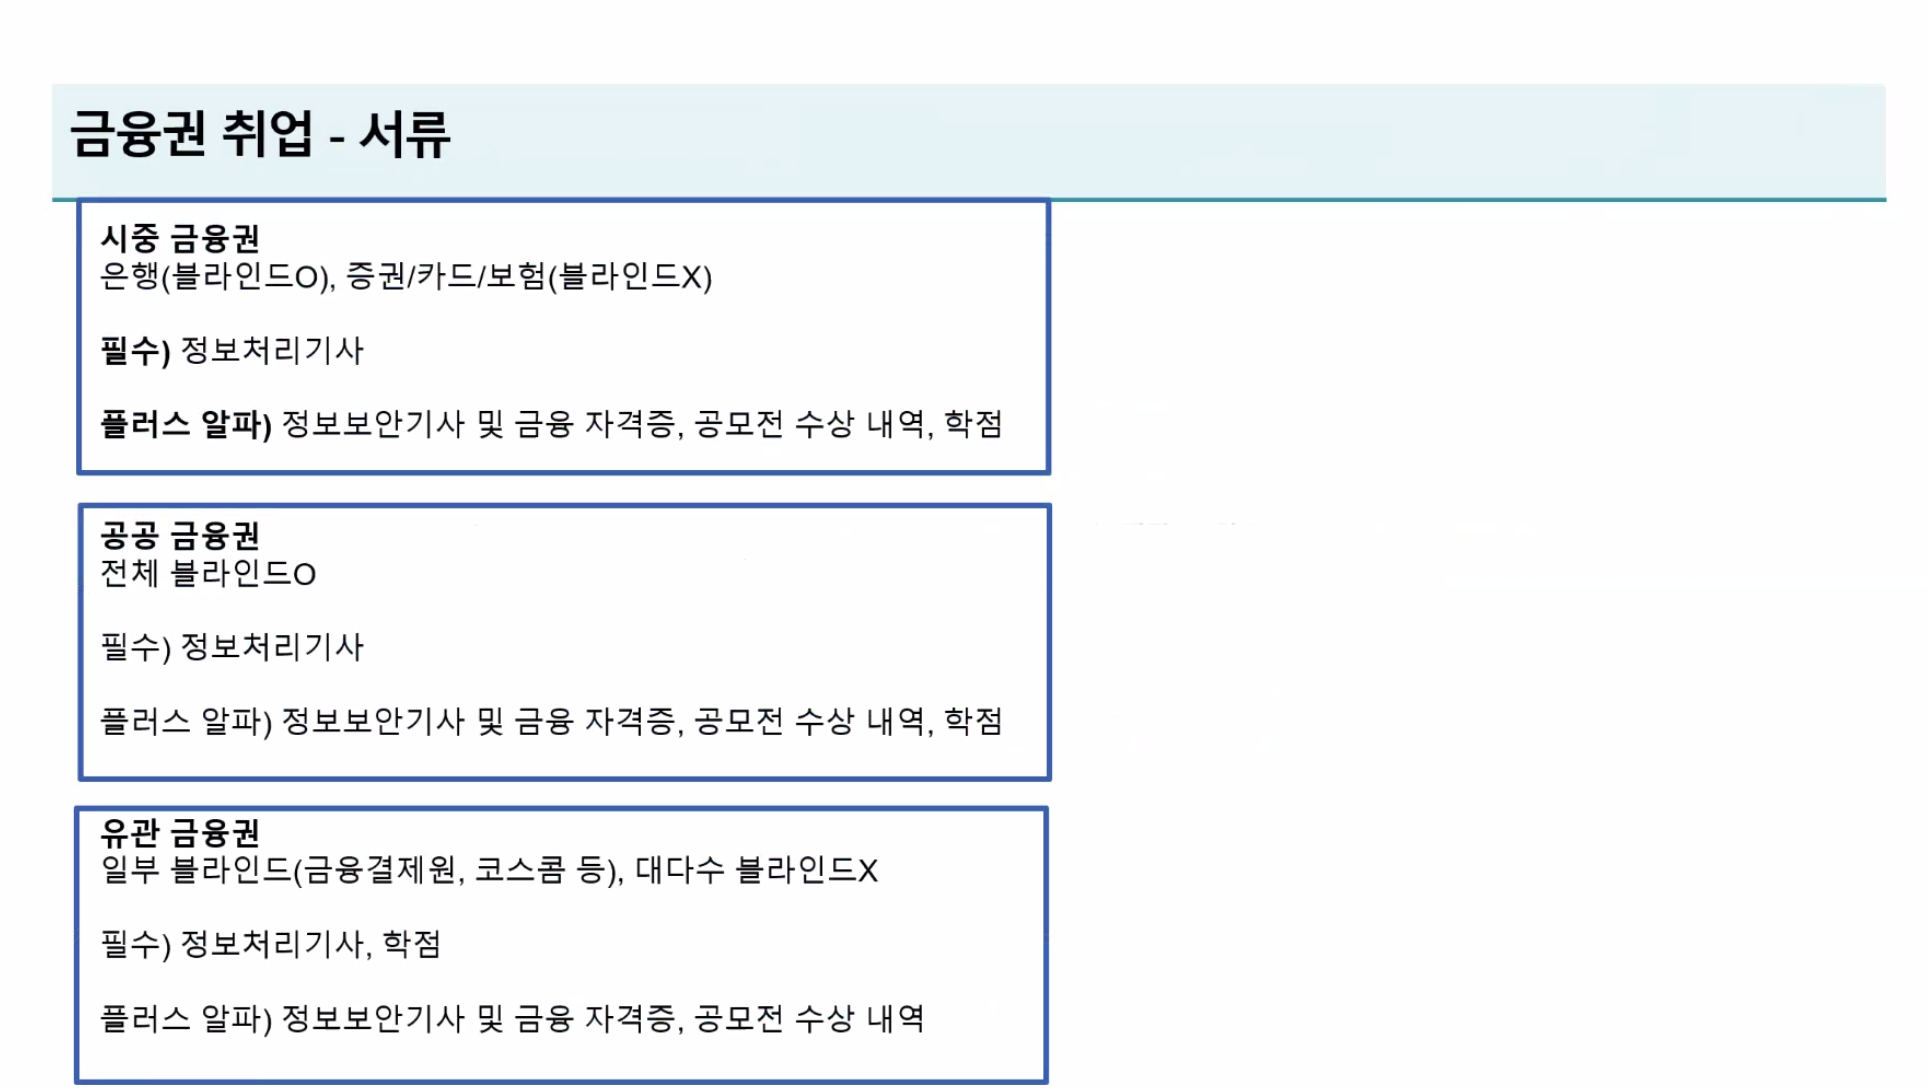 금융권 취업 - 서류
시중 금융권
은행(블라인드O), 증권/카드/보험(블라인드X)
필수) 정보처리기사
플러스 알파) 정보보안기사 및 금융 자격증, 공모전 수상 내역, 학점
공공 금융권
전체 블라인드O
필수) 정보처리기사
플러스 알파) 정보보안기사 및 금융 자격증, 공모전 수상 내역, 학점
유관 금융권
일부 블라인드(금융결제원, 코스콤 등), 대다수 블라인드X
필수) 정보처리기사, 학점
플러스 알파) 정보보안기사 및 금융 자격증, 공모전 수상 내역